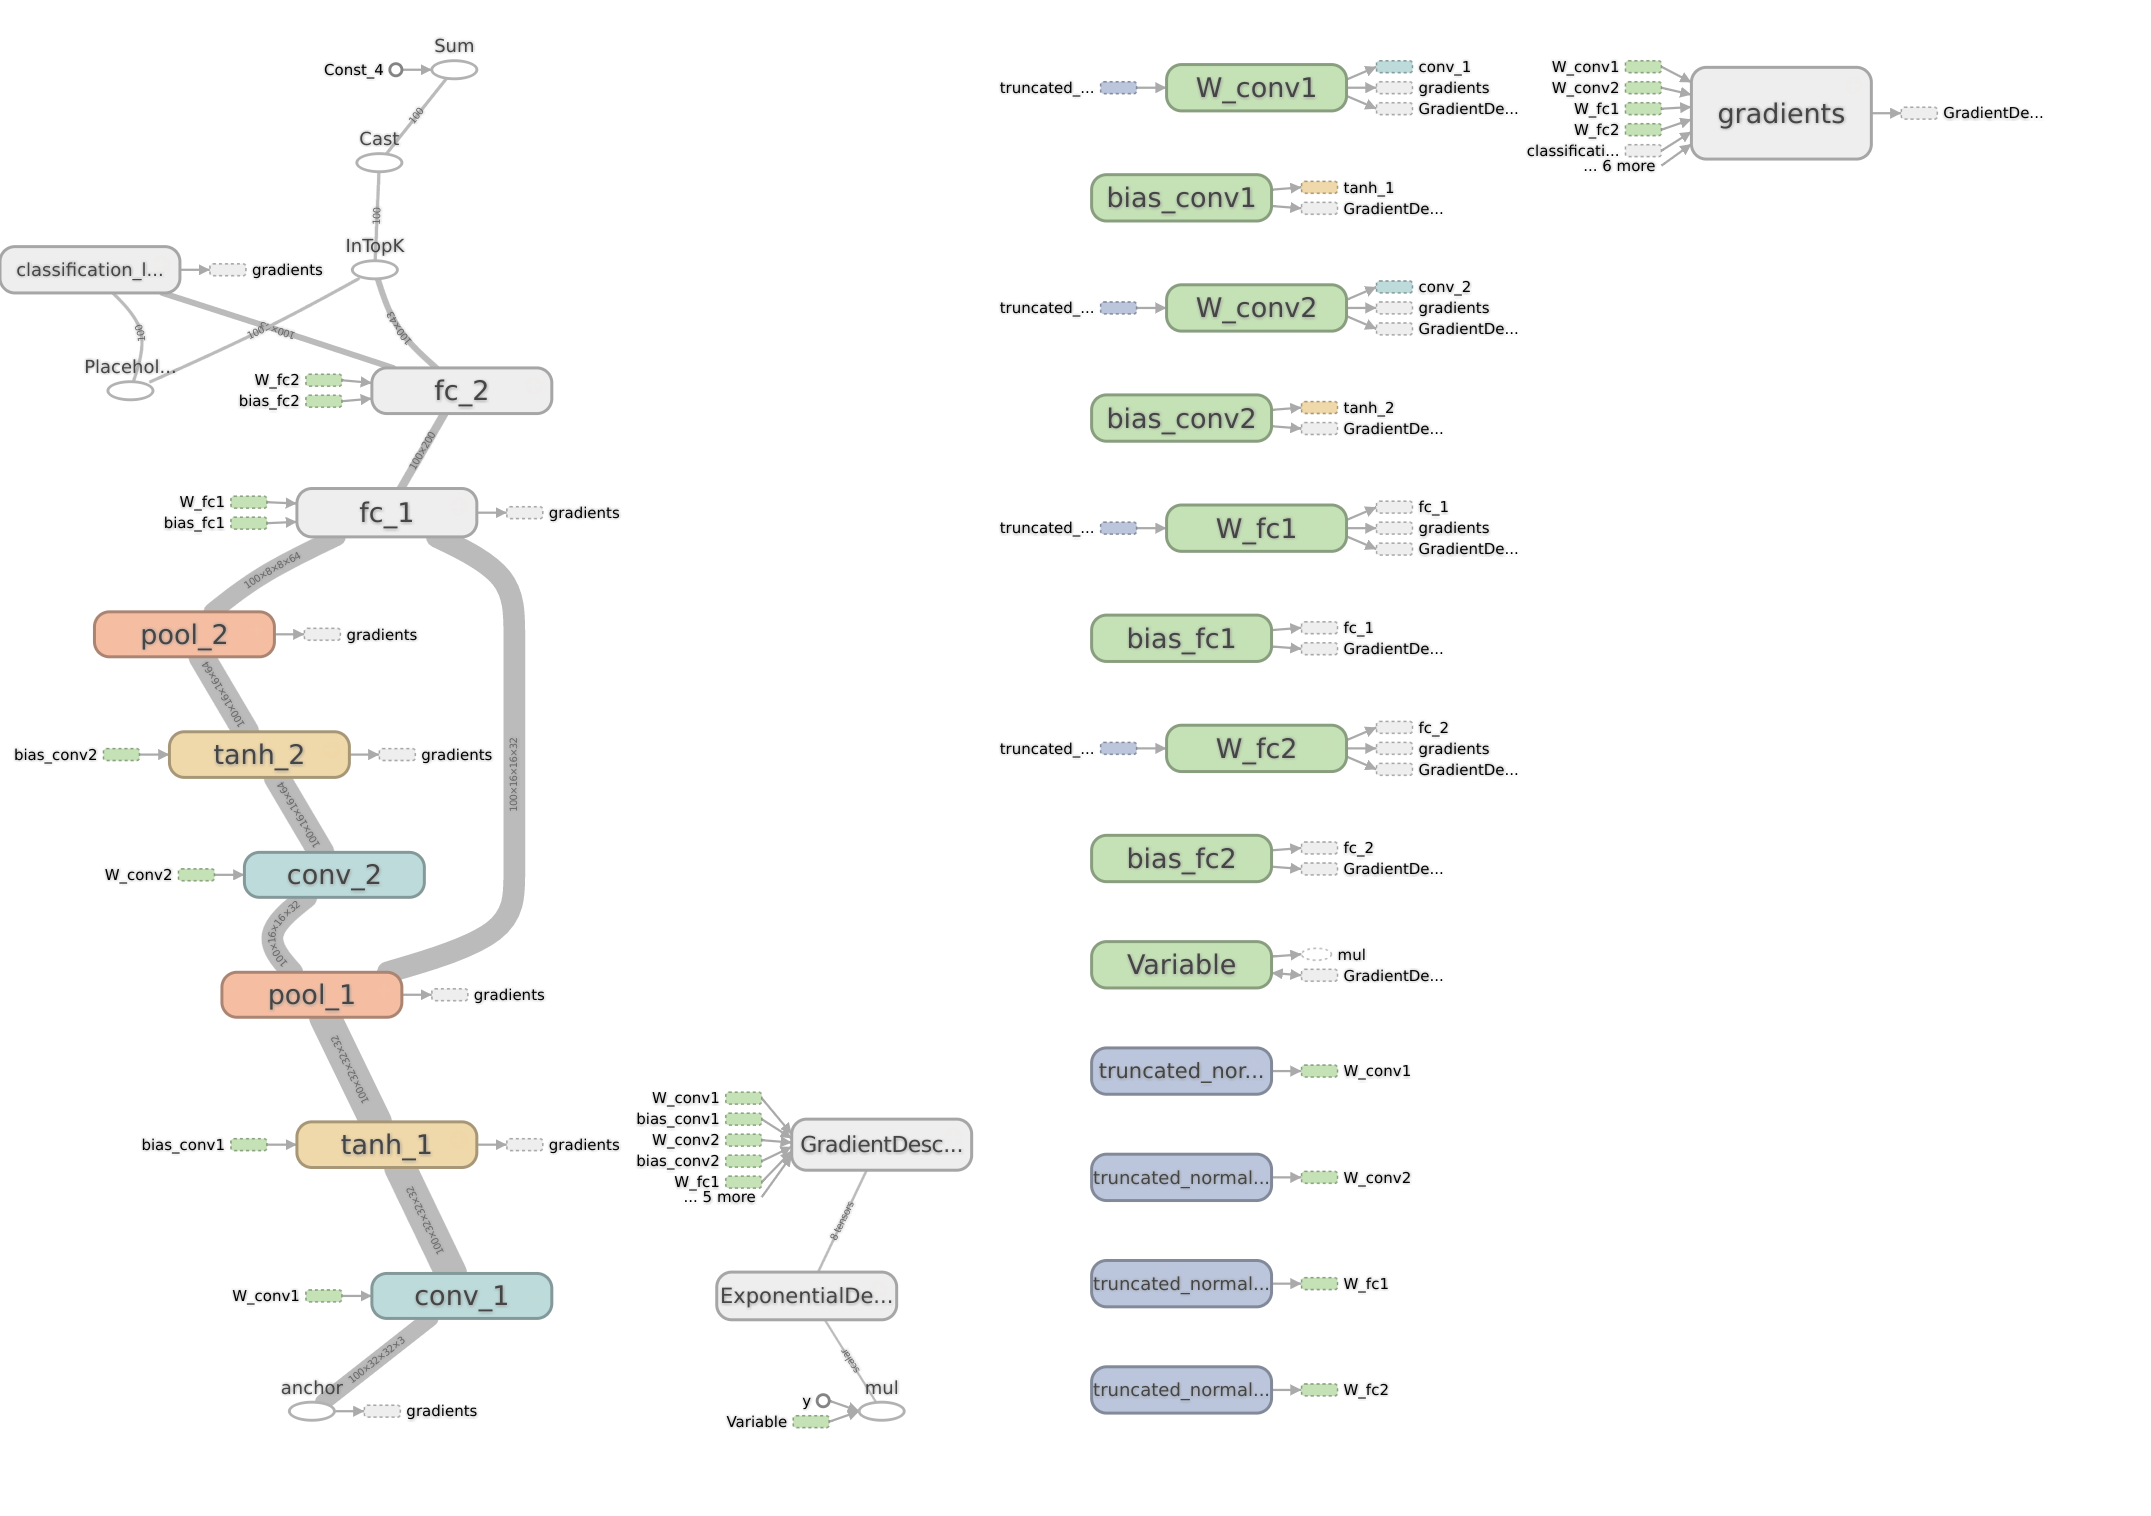 Sum
Const_4
100
Cast
100
InTopK
classification_l...
gradients
100
100
100×43
Placehol...
W_fc2
bias_fc2
fc_2
100×200
W_fc1
bias_fc1
fc_1
gradients
100×8×8×64
pool_2
gradients
100×16×16×64
bias_conv2
tanh_2
gradients
100×16×16×32
100×16×16×64
W_conv2
conv_2
100×16×16×32
pool_1
gradients
100×32×32×32
bias_conv1
tanh_1
gradients
100×32×32×32
W_conv1
conv_1
100×32×32×3
anchor
gradients
W_conv1
bias_conv1
W_conv2
bias_conv2
W_fc1
... 5 more
GradientDesc...
8 tensors
ExponentialDe...
scalar
mul
y
Variable
truncated_...
W_conv1
conv_1
gradients
GradientDe...
bias_conv1
tanh_1
GradientDe...
truncated_...
W_conv2
conv_2
gradients
GradientDe...
bias_conv2
tanh_2
GradientDe...
truncated_...
W_fc1
fc_1
gradients
GradientDe...
bias_fc1
fc_1
GradientDe...
truncated_...
W_fc2
fc_2
gradients
GradientDe...
bias_fc2
fc_2
GradientDe...
Variable
mul
GradientDe...
truncated_nor...
W_conv1
truncated_normal...
W_conv2
truncated_normal...
W_fc1
truncated_normal...
W_fc2
W_conv1
W_conv2
W_fc1
W_fc2
classificati...
... 6 more
gradients
GradientDe...